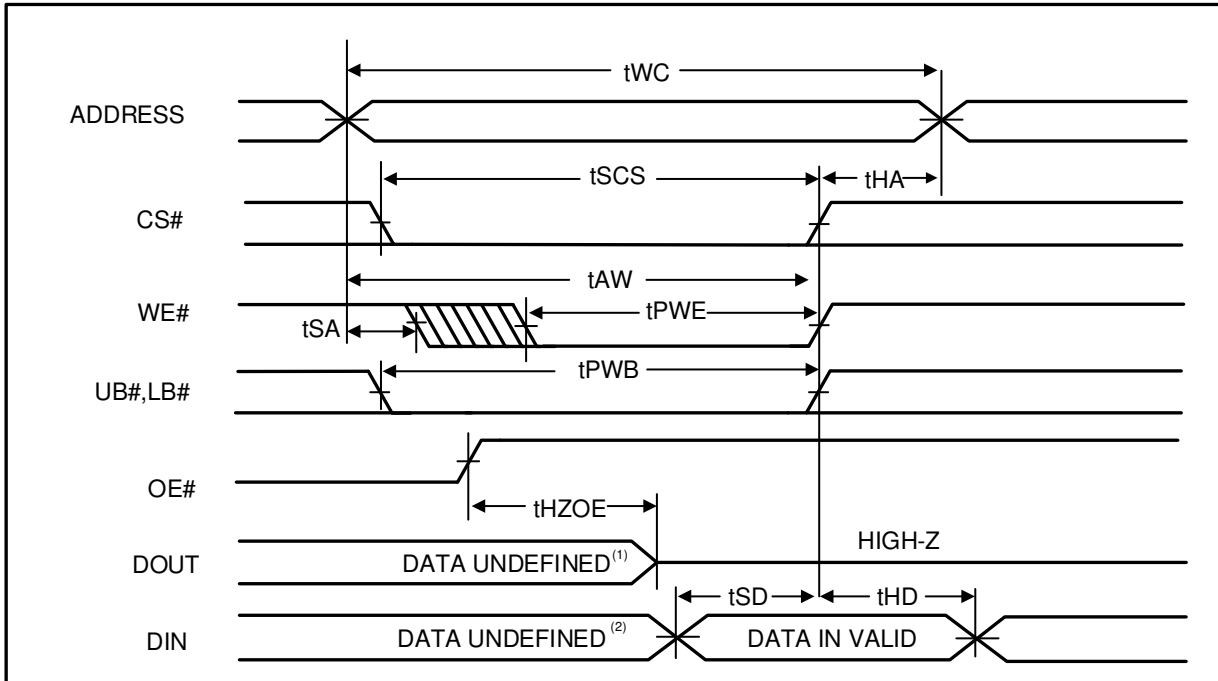 tWC
ADDRESS
tSCS
tHA
CS#
tAW
WE#
tSA
tPWE
tPWB
UB#,LB#
OE#
tHZOE
HIGH-Z
DOUT
DATA UNDEFINED(1)
tSD
tHD
DIN
DATA UNDEFINED (2)
DATA IN VALID